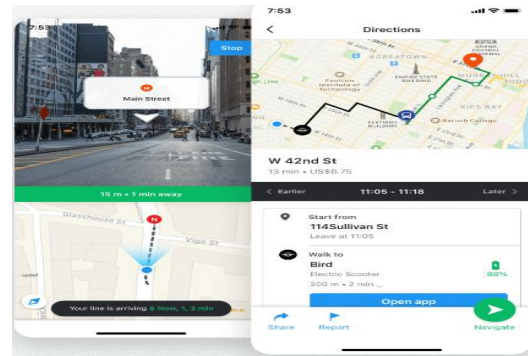 7:53
Stop
Main Street
15 m • 1 min away
Glasshouse St
Vigo St
Your line is arriving Now, 1, 3 min
7:53
Directions
KOREATOWN
Fashion
Institute of
Technology
EMPIRE STATE
BUILDING
GRAND
CENTRAL
TERMINAL
KIPS BAY
FLATIRON
BUILDING
Baruch College
W 42nd St
13 min • US$6.75
< Earlier
11:05 - 11:18
Later >
Start from
114Sullivan St
Leave at 11:05
Walk to
Bird
Electric Scooter
88%
200 m • 2 min
Open app
Share
Report
Navigate